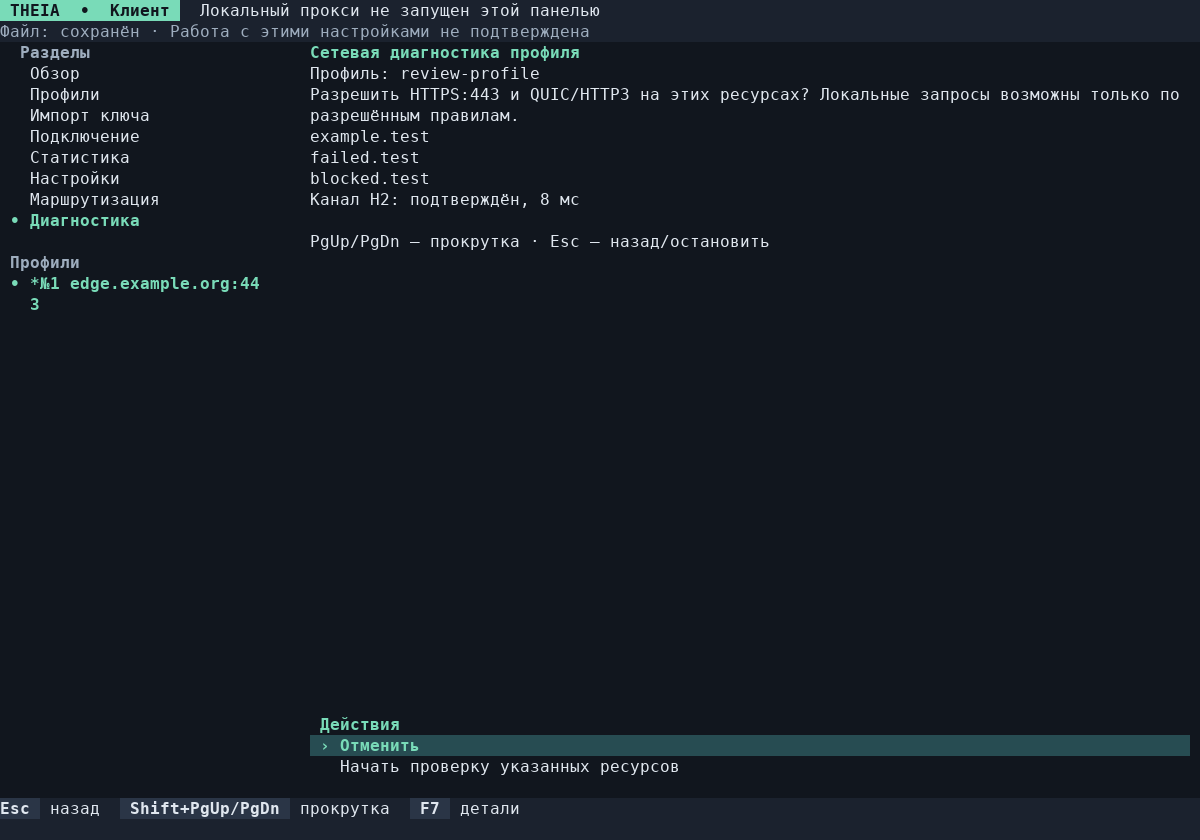 THEIA • Клиент Локальный прокси не запущен этой панелью
Файл: сохранён · Работа с этими настройками не подтверждена
Разделы
Обзор
Профили
Импорт ключа
Подключение
Статистика
Настройки
Маршрутизация
• Диагностика
Профили
• *№1 edge.example.org:44
3
Сетевая диагностика профиля
Профиль: review-profile
Разрешить HTTPS:443 и QUIC/HTTP3 на этих ресурсах? Локальные запросы возможны только по
разрешённым правилам.
example.test
failed.test
blocked.test
Канал H2: подтверждён, 8 мс
PgUp/PgDn — прокрутка · Esc — назад/остановить
Действия
› Отменить
Начать проверку указанных ресурсов
Esc назад Shift+PgUp/PgDn прокрутка F7 детали